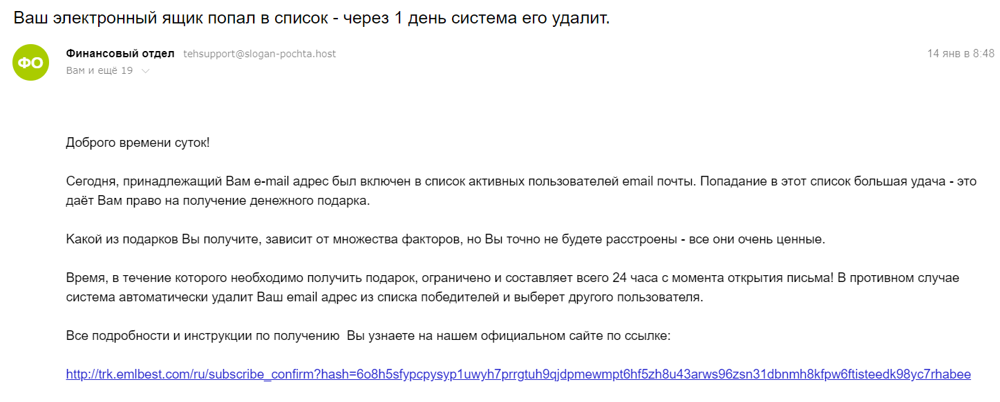 Ваш электронный ящик попал в список - через 1 день система его удалит.
ФО
Финансовый отдел tehsupport@slogan-pochta.host
14 янв в 8:48
Вам и ещё 19
Доброго времени суток!
Сегодня, принадлежащий Вам e-mail адрес был включен в список активных пользователей email почты. Попадание в этот список большая удача - это
даёт Вам право на получение денежного подарка.
Какой из подарков Вы получите, зависит от множества факторов, но Вы точно не будете расстроены - все они очень ценные.
Время, в течение которого необходимо получить подарок, ограничено и составляет всего 24 часа с момента открытия письма! В противном случае
система автоматически удалит Ваш email адрес из списка победителей и выберет другого пользователя.
Все подробности и инструкции по получению  Вы узнаете на нашем официальном сайте по ссылке:
http://trk.emlbest.com/ru/subscribe_confirm?hash=6o8h5sfypcpysyp1uwyh7prrgtuh9qjdpmewmpt6hf5zh8u43arws96zsn31dbnmh8kfpw6ftisteedk98yc7rhabee